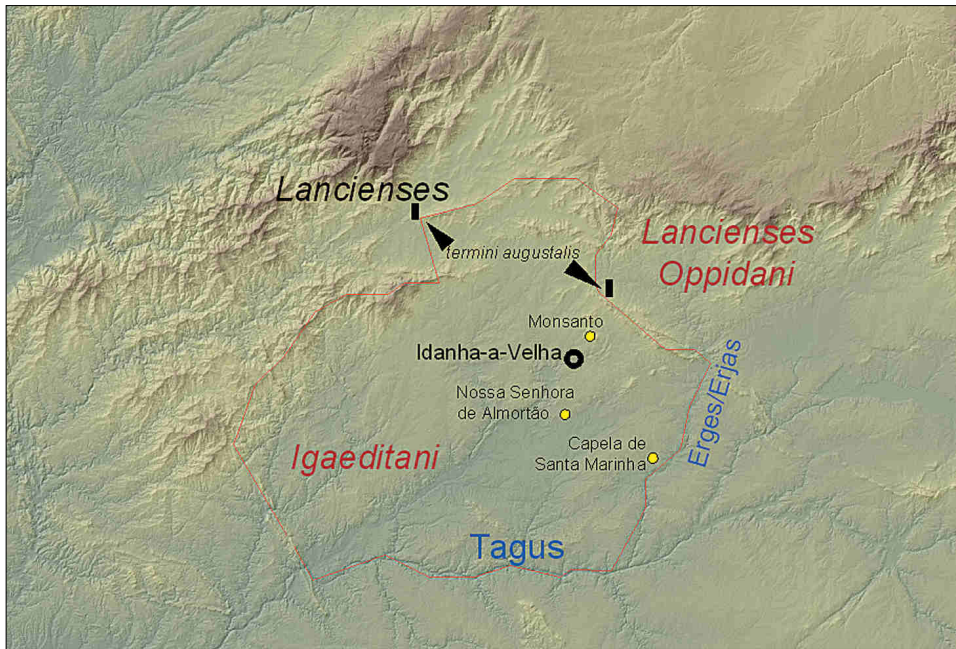 Lancienses
Lancienses
Oppidani
termini augustalis
Monsanto
Idanha-a-Velha
Nossa Senhora
de Almortão
Capela de
Santa Marinha
Erges/Erjas
Igaeditani
Tagus